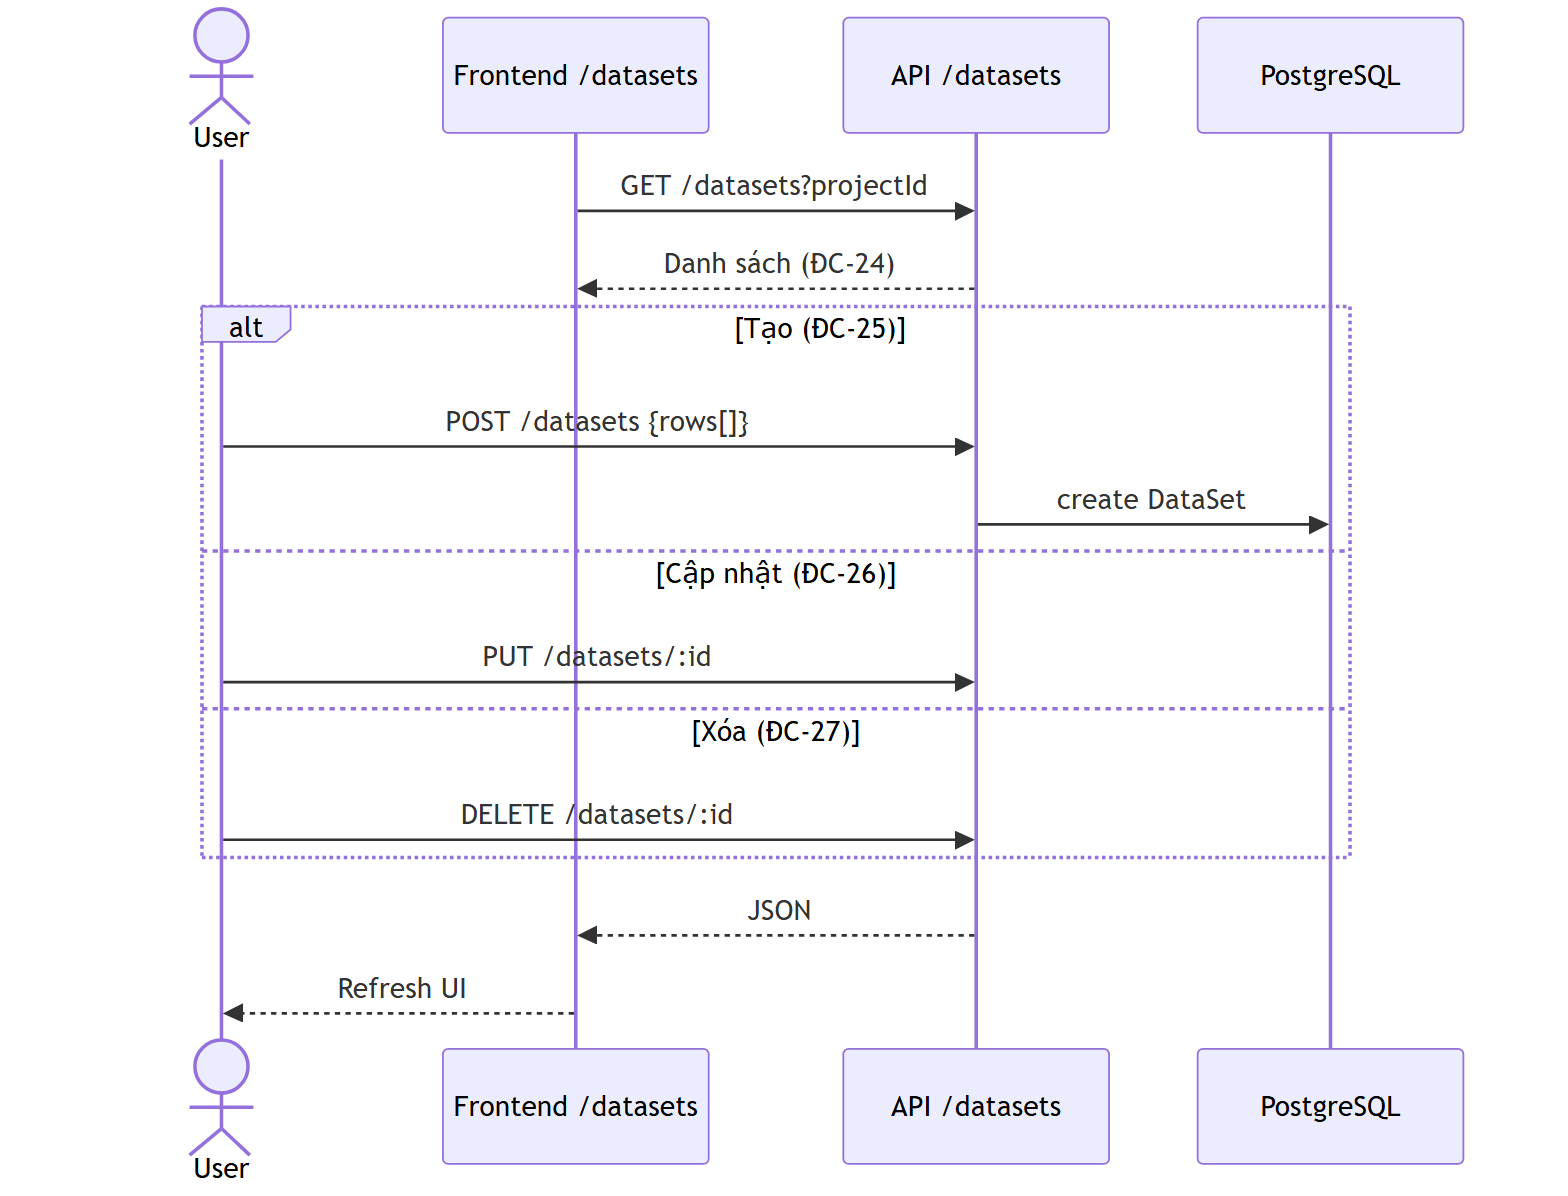 User
Frontend /datasets
API /datasets
PostgreSQL
GET /datasets?projectId
Danh sách (ĐC-24)
alt
[Tạo (ĐC-25)]
POST /datasets {rows[]}
create DataSet
[Cập nhật (ĐC-26)]
PUT /datasets/:id
[Xóa (ĐC-27)]
DELETE /datasets/:id
JSON
Refresh UI
User
Frontend /datasets
API /datasets
PostgreSQL